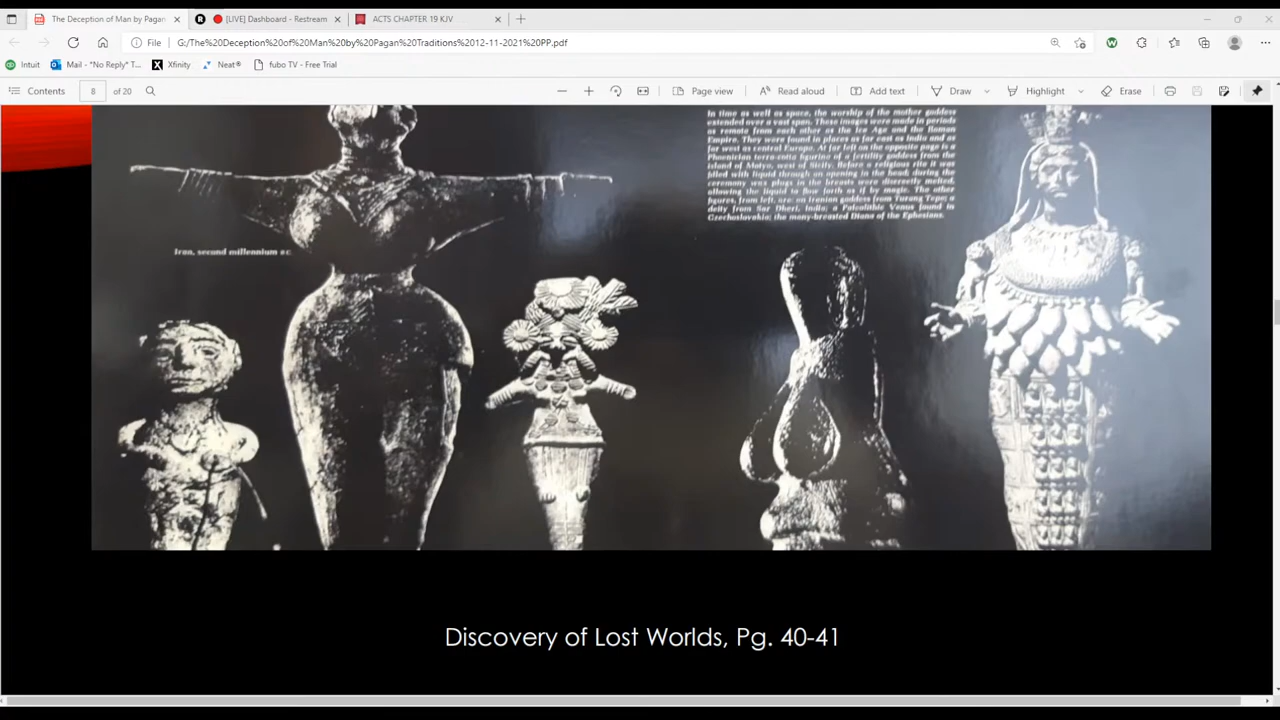 The Deception of Man by Pagan
[LIVE] Dashboard - Restream
ACTS CHAPTER 19 KJV
File
G:/The%20Deception%20of%20Man%20by%20Pagan%20Traditions%2012-11-2021%20PP.pdf
Intuit
Mail - "No Reply" T...
Xfinity
Neat®
fubo TV - Free Trial
Contents
8
of 20
Page view
Read aloud
Add text
Draw
Highlight
Erase
In time as well as space, the worship of the mother goddess
extended over a vast span. These images were made in periods
as remote from each other as the Ice Age and the Roman
Empire. They were found in places as far east as India and as
far west as central Europe. At far left on the opposite page is a
Phoenician terra-cotta figurine of a fertility goddess from the
island of Motya, west of Sicily. Before a religious rite it was
filled with liquid through an opening in the head; during the
ceremony wax plugs in the breasts were discreetly melted,
allowing the liquid to flow forth as if by magic. The other
figures, from left, are: an Iranian goddess from Turang Tepe; a
deity from Sar Dheri, India; a Paleolithic Venus found in
Czechoslovakia; the many-breasted Diana of the Ephesians.
Iran, second millennium B.C.
Discovery of Lost Worlds, Pg. 40-41